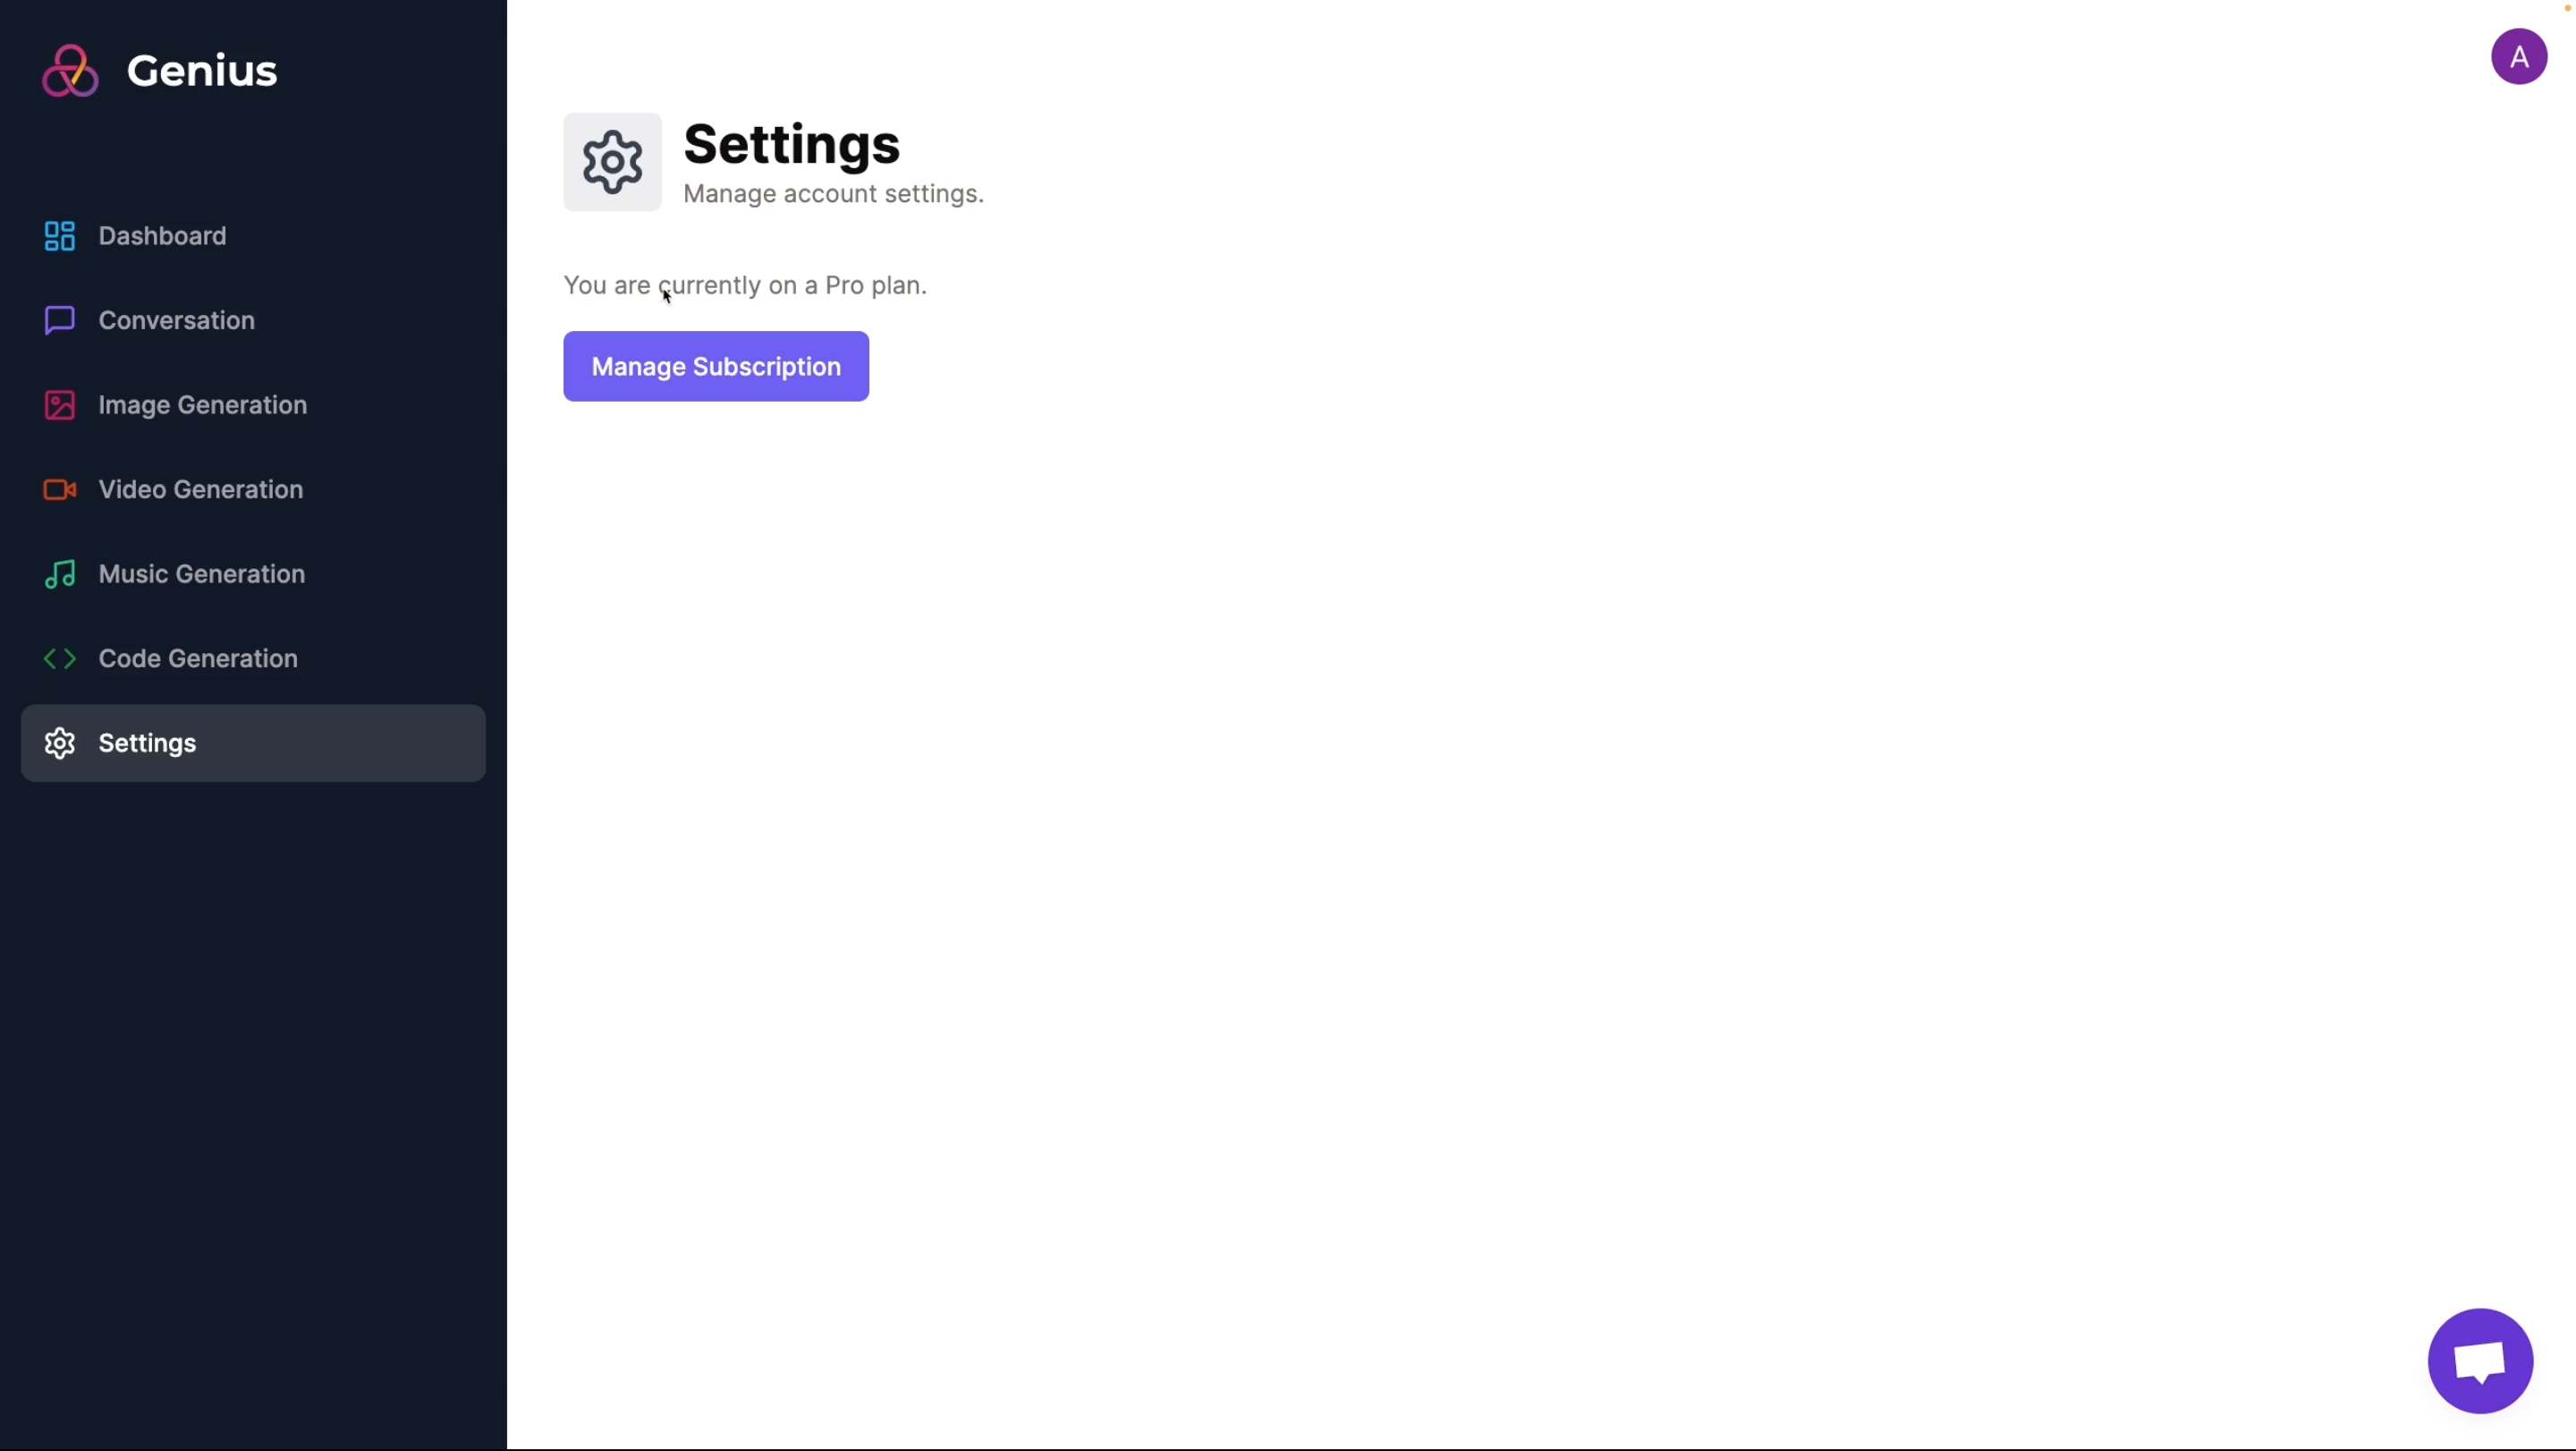 Genius
Dashboard
Conversation
Image Generation
Video Generation
Music Generation
Code Generation
Settings
A
Settings
Manage account settings.
You are currently on a Pro plan.
Manage Subscription